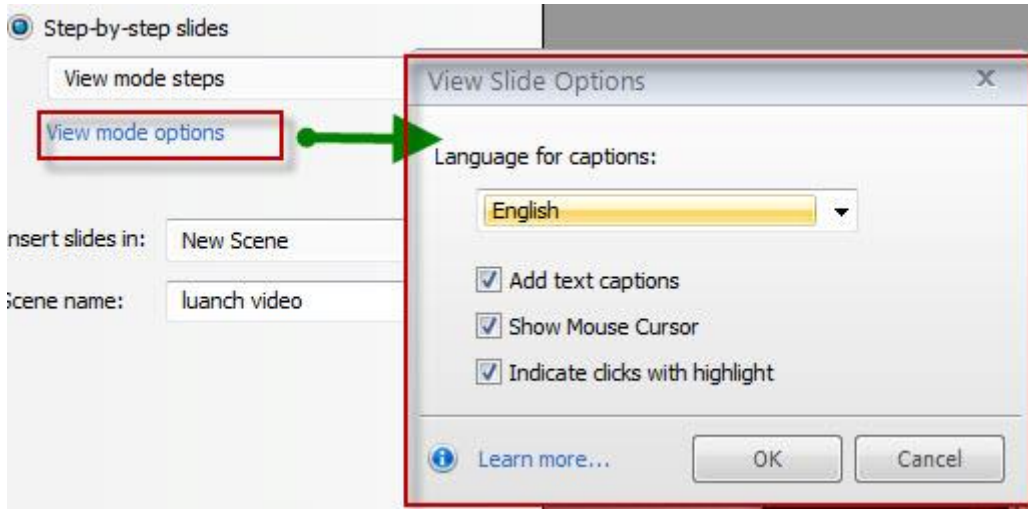 Step-by-step slides
View mode steps
View mode options
nsert slides in: New Scene
Scene name: luanch video
View Slide Options
x
Language for captions:
English
Add text captions
Show Mouse Cursor
Indicate clicks with highlight
Learn more...
OK
Cancel